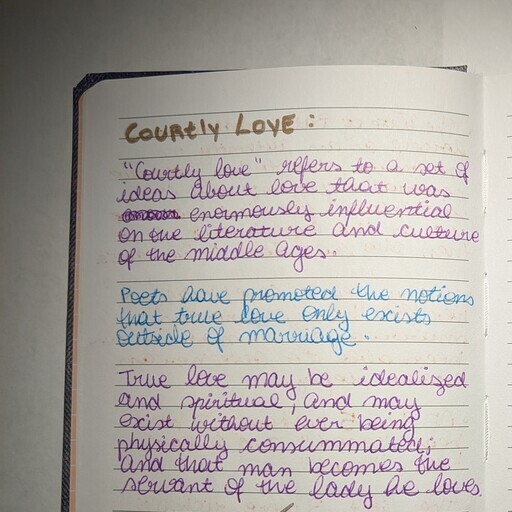 Courtly Love :
"Courtly love" refers to a set of
ideas about love that was
enormously influential
on the literature and culture
of the middle ages.
Poets have promoted the notions
that true love only exists
outside of marriage.
True love may be idealized
and spiritual, and may
exist without ever being
physically consummated;
and that man becomes the
servant of the lady he loves.